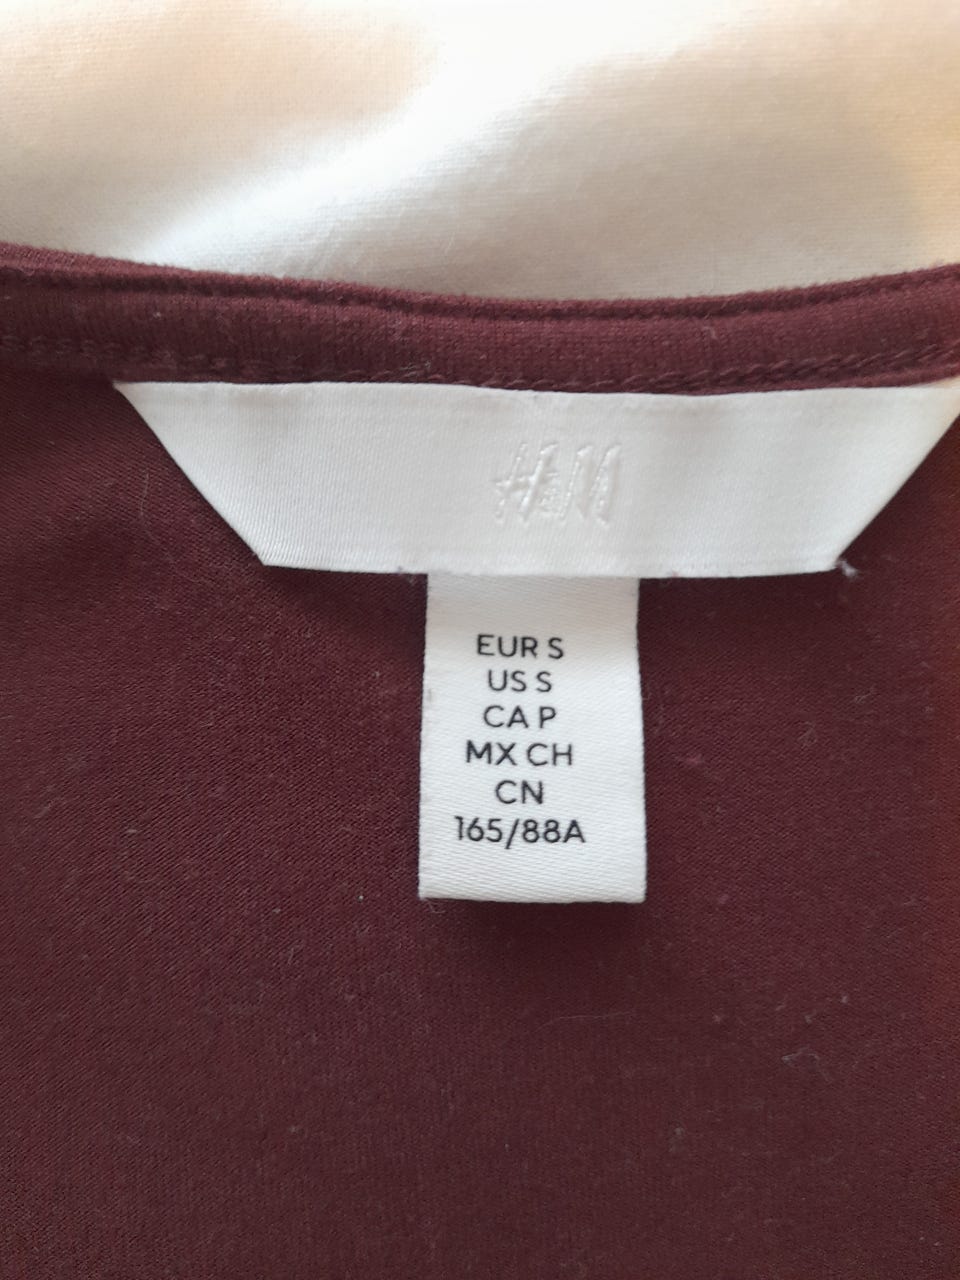 H&M
EUR S
US S
CA P
MX CH
CN
165/88A